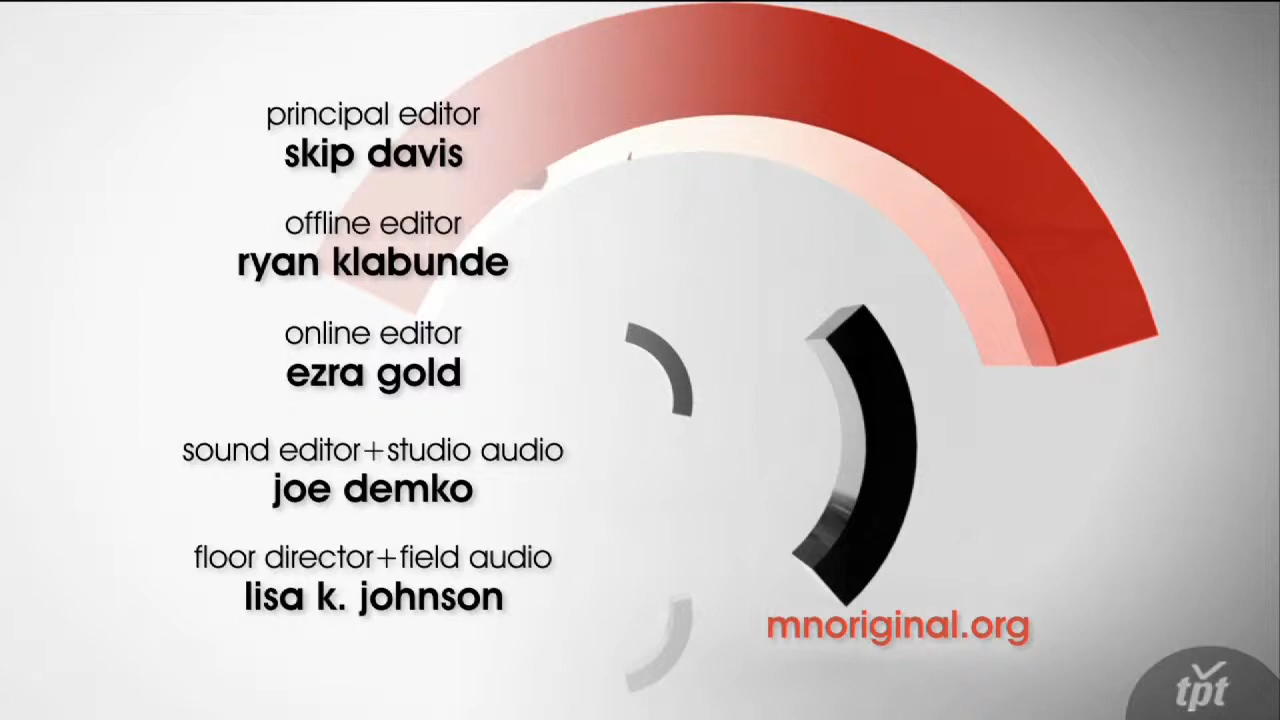 principal editor
skip davis
offline editor
ryan klabunde
online editor
ezra gold
sound editor+studio audio
joe demko
floor director+field audio
lisa k. johnson
mnoriginal.org
tpt